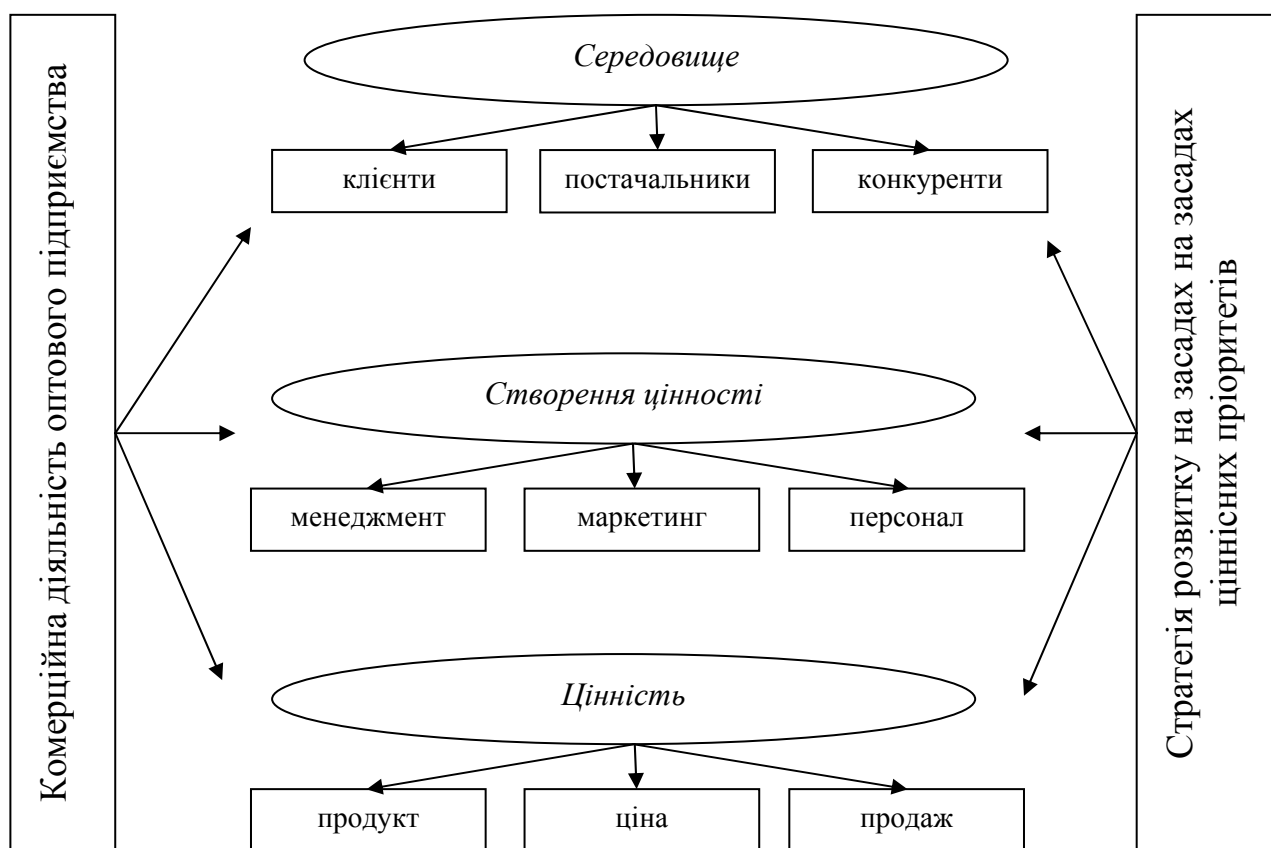 Комерційна діяльність оптового підприємства
Середовище
клієнти
постачальники
конкуренти
Створення цінності
менеджмент
маркетинг
персонал
Цінність
продукт
ціна
продаж
Стратегія розвитку на засадах на засадах
ціннісних пріоритетів